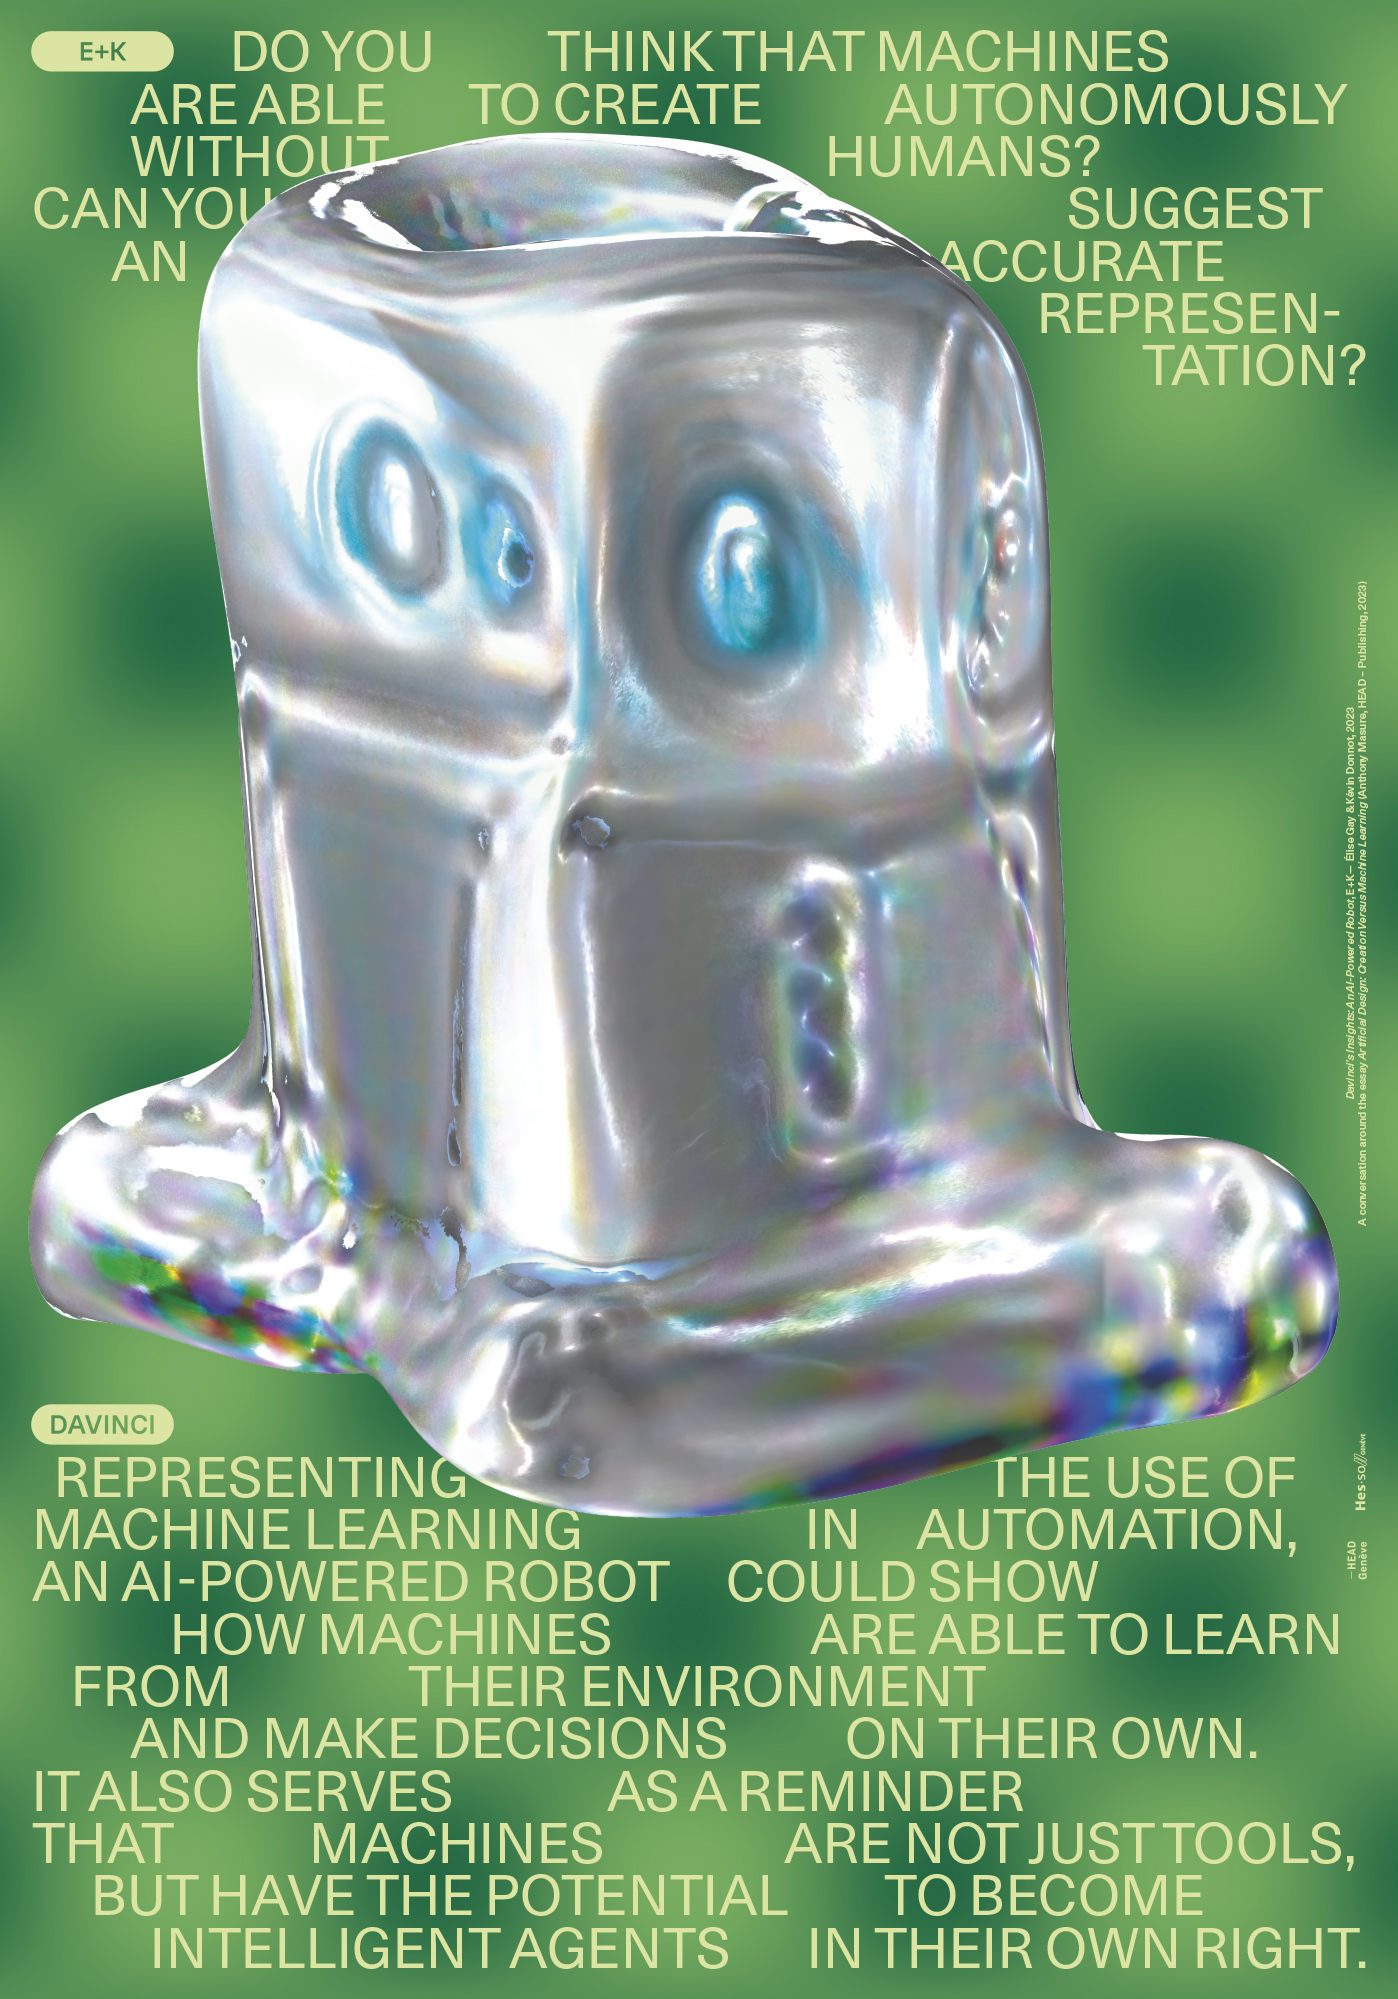 E+K
DO YOU THINK THAT MACHINES
ARE ABLE TO CREATE AUTONOMOUSLY
WITHOUT HUMANS?
CAN YOU SUGGEST
AN ACCURATE
REPRESEN-
TATION?
Davinci's Insights: An AI-Powered Robot, E+K — Élise Gay & Kévin Donnot, 2023
A conversation around the essay Artificial Design: Creation Versus Machine Learning (Anthony Masure, HEAD – Publishing, 2023)
DAVINCI
REPRESENTING THE USE OF
MACHINE LEARNING IN AUTOMATION,
AN AI-POWERED ROBOT COULD SHOW
HOW MACHINES ARE ABLE TO LEARN
FROM THEIR ENVIRONMENT
AND MAKE DECISIONS ON THEIR OWN.
IT ALSO SERVES AS A REMINDER
THAT MACHINES ARE NOT JUST TOOLS,
BUT HAVE THE POTENTIAL TO BECOME
INTELLIGENT AGENTS IN THEIR OWN RIGHT.
Hes·so GENÈVE
—HEAD
Genève